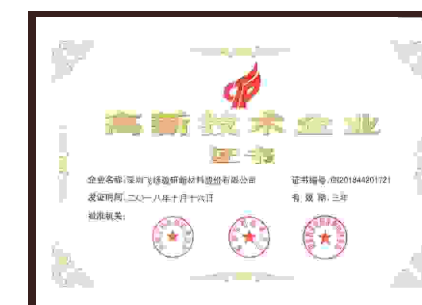 高新技术企业
证书
企业名称:深圳飞扬骏研新材料股份有限公司 证书编号:GR201844201721
发证时间:二〇一八年十月十六日 有效期:三年
批准机关: